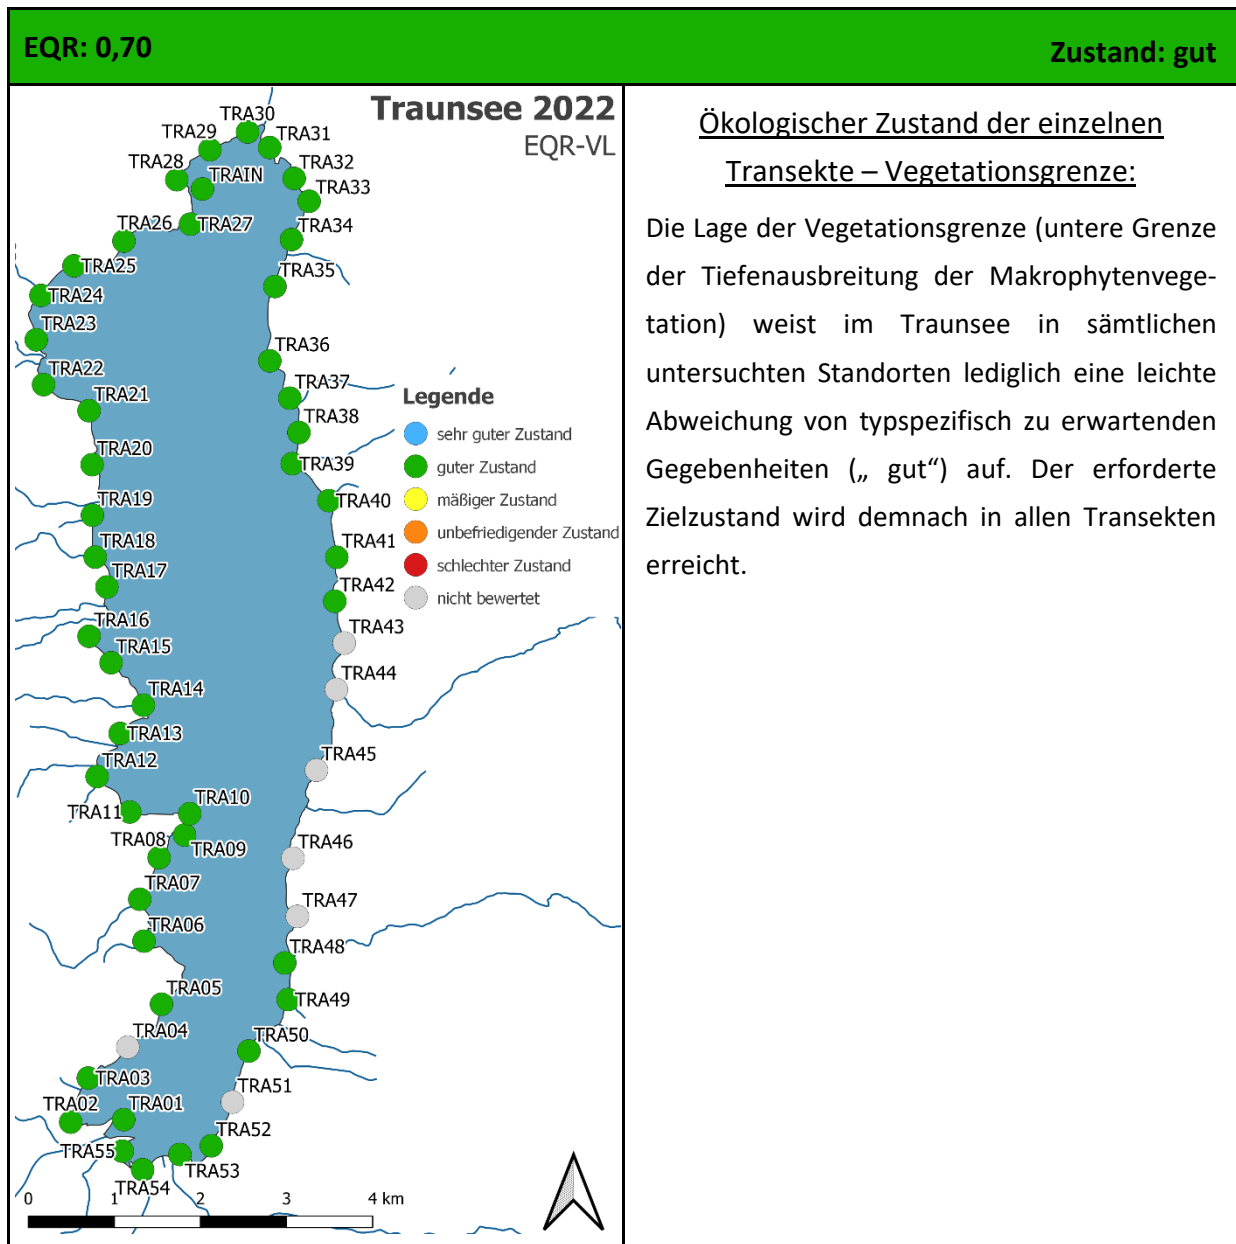 EQR: 0,70
Zustand: gut
Traunsee 2022
EQR-VL
TRA30
TRA29
TRA31
TRA28
TRA32
TRAIN
TRA33
TRA26
TRA27
TRA34
TRA25
TRA35
TRA24
TRA23
TRA36
TRA22
TRA37
TRA21
TRA38
TRA20
TRA39
TRA19
TRA40
TRA18
TRA41
TRA17
TRA42
TRA16
TRA43
TRA15
TRA44
TRA14
TRA13
TRA45
TRA12
TRA11
TRA10
TRA08
TRA09
TRA46
TRA07
TRA47
TRA06
TRA48
TRA05
TRA49
TRA04
TRA50
TRA03
TRA51
TRA02
TRA01
TRA52
TRA55
TRA53
TRA54
Legende
sehr guter Zustand
guter Zustand
mäßiger Zustand
unbefriedigender Zustand
schlechter Zustand
nicht bewertet
0 1 2 3 4 km
Ökologischer Zustand der einzelnen
Transekte – Vegetationsgrenze:
Die Lage der Vegetationsgrenze (untere Grenze
der Tiefenausbreitung der Makrophytenvege-
tation) weist im Traunsee in sämtlichen
untersuchten Standorten lediglich eine leichte
Abweichung von typspezifisch zu erwartenden
Gegebenheiten („ gut“) auf. Der erforderte
Zielzustand wird demnach in allen Transekten
erreicht.